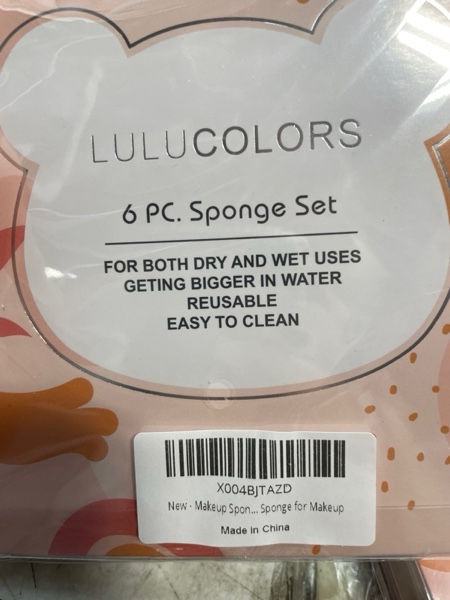 LULUCOLORS
6 PC. Sponge Set
FOR BOTH DRY AND WET USES
GETING BIGGER IN WATER
REUSABLE
EASY TO CLEAN
X004BJTAZD
New - Makeup Spon... Sponge for Makeup
Made in China